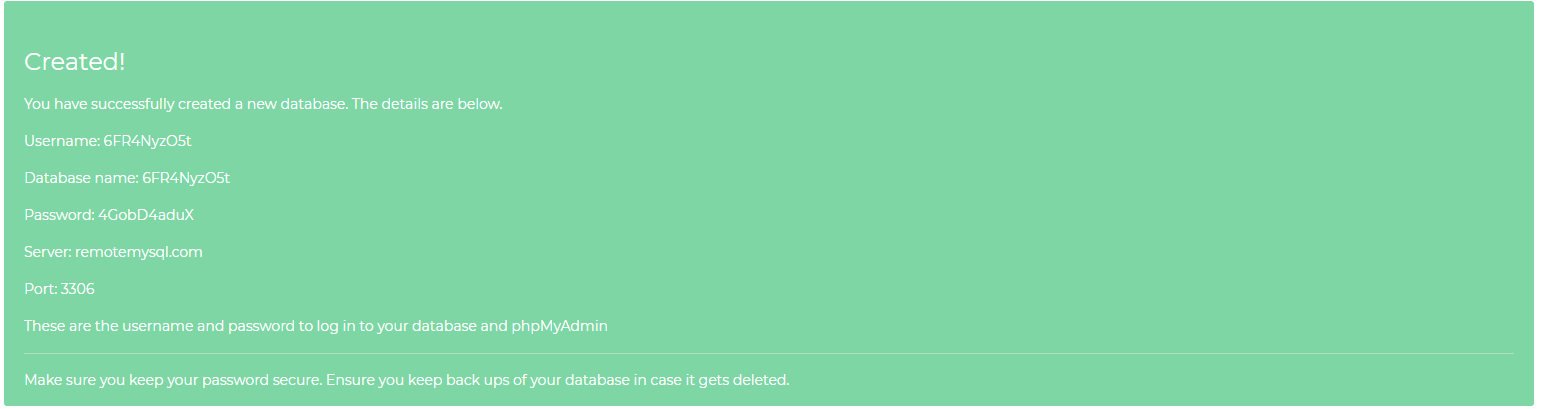 Created!
You have successfully created a new database. The details are below.
Username: 6FR4NyzO5t
Database name: 6FR4NyzO5t
Password: 4GobD4aduX
Server: remotemysql.com
Port: 3306
These are the username and password to log in to your database and phpMyAdmin
Make sure you keep your password secure. Ensure you keep back ups of your database in case it gets deleted.